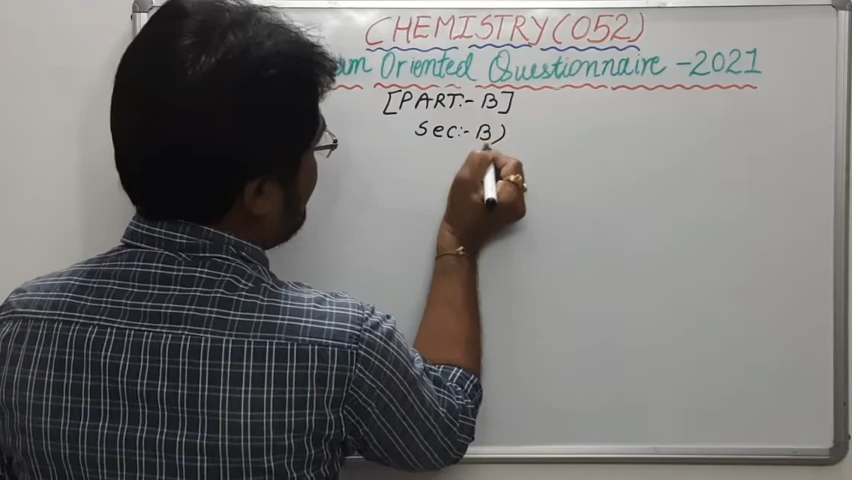 CHEMISTRY(052)
Oriented Questionnaire -2021
[PART:- B]
Sec:- B)